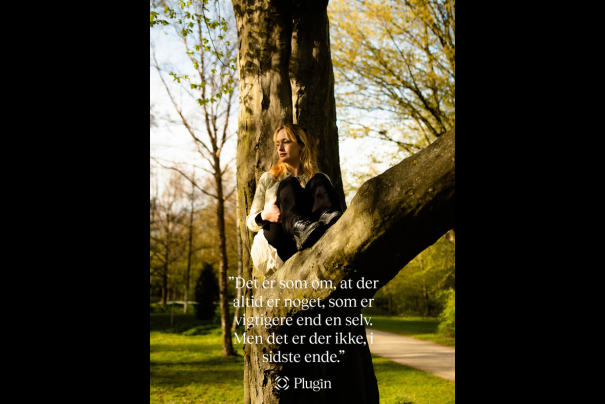 ”Det er som om, at der
altid er noget, som er
vigtigere end en selv.
Men det er der ikke, i
sidste ende.”
Plugin